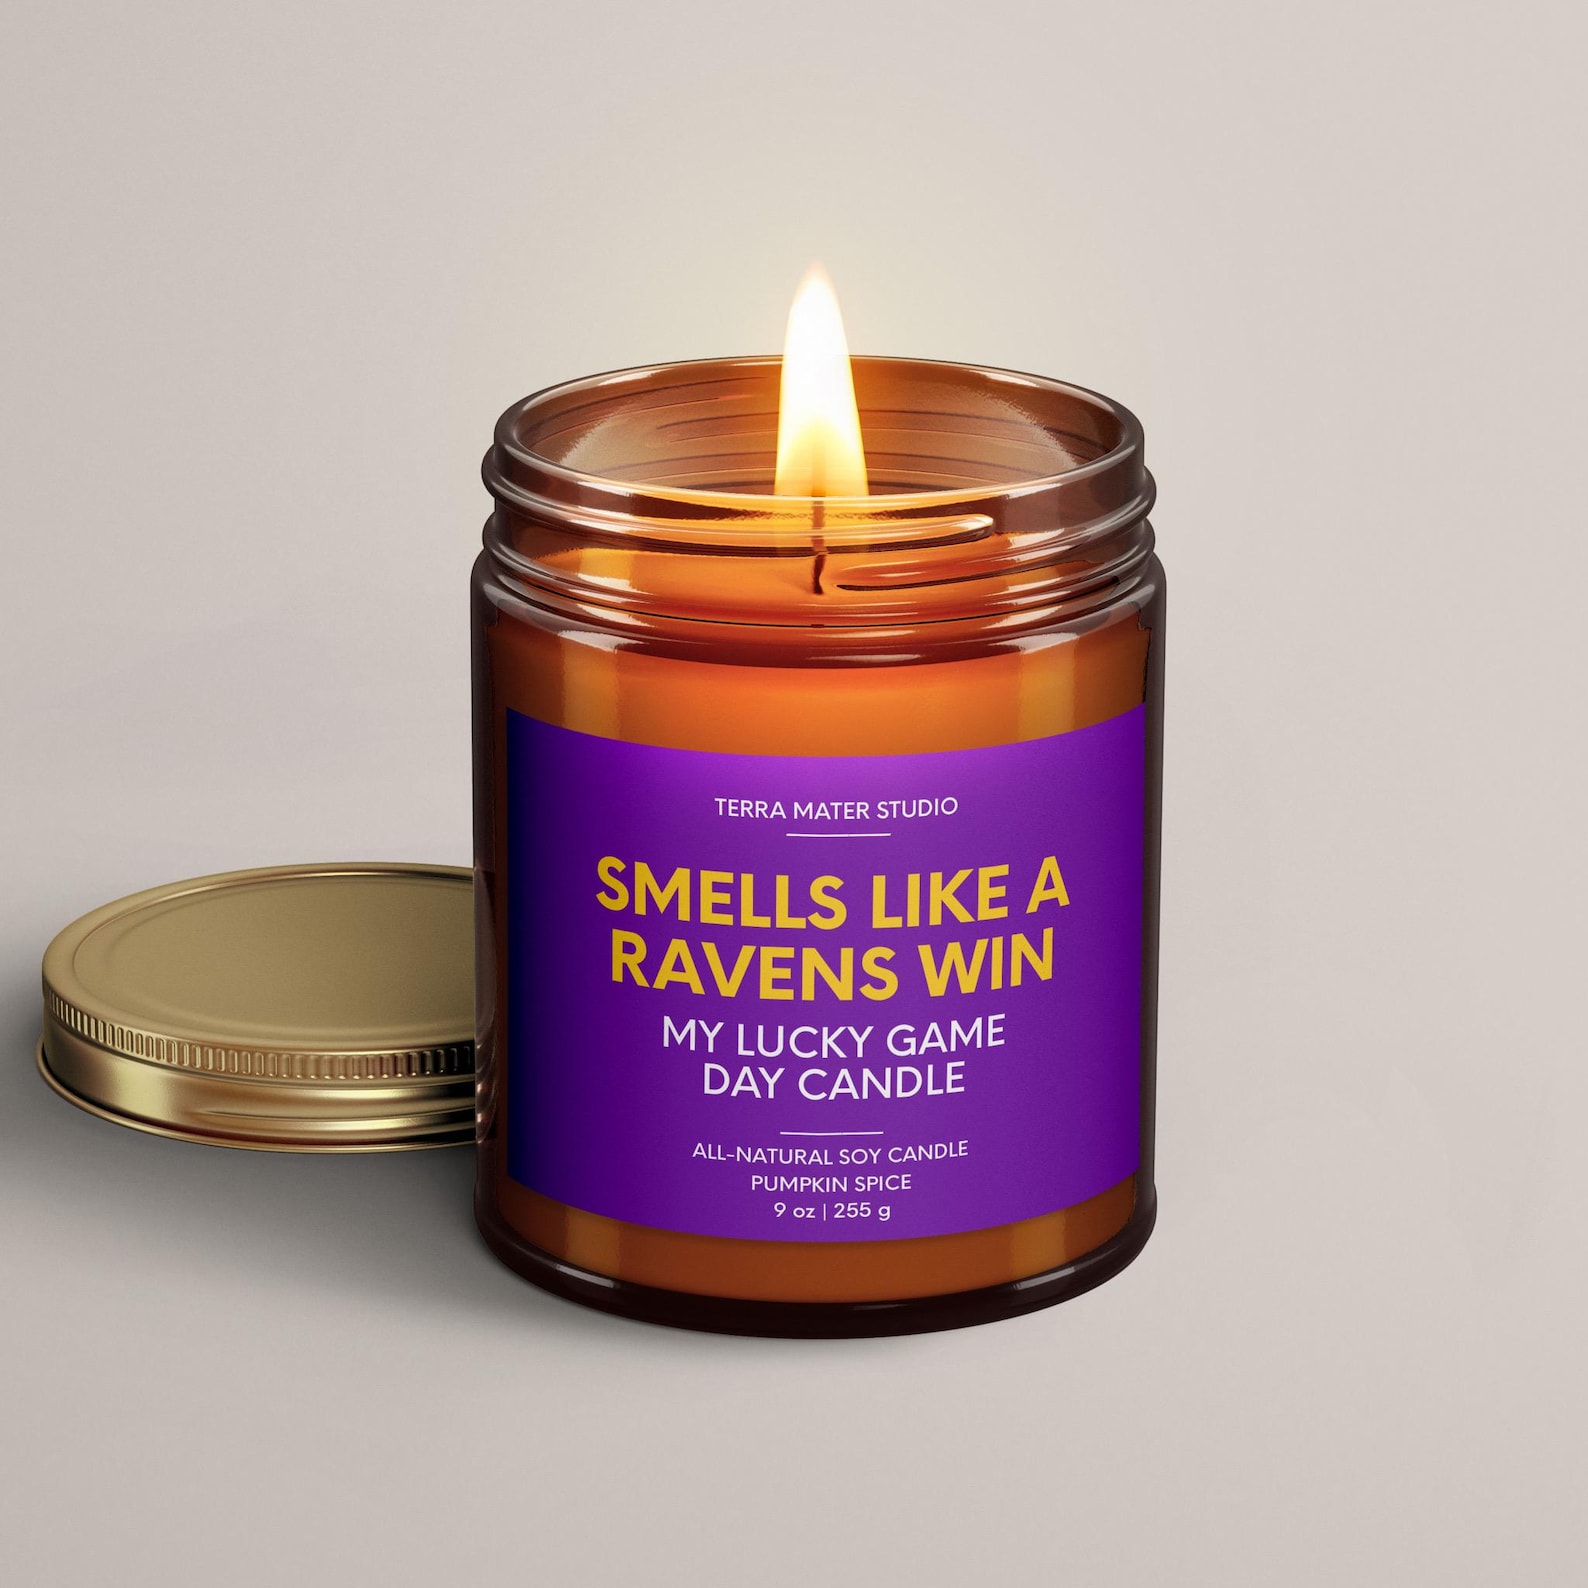 TERRA MATER STUDIO
SMELLS LIKE A
RAVENS WIN
MY LUCKY GAME
DAY CANDLE
ALL-NATURAL SOY CANDLE
PUMPKIN SPICE
9 oz | 255 g